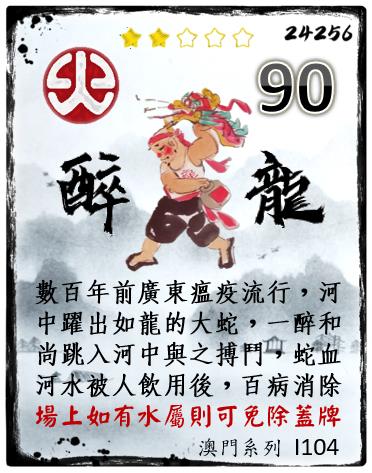 24256
火
90
醉龍
數百年前廣東瘟疫流行，河
中躍出如龍的大蛇，一醉和
尚跳入河中與之搏鬥，蛇血
河水被人飲用後，百病消除
場上如有水屬則可免除蓋牌
澳門系列 I104